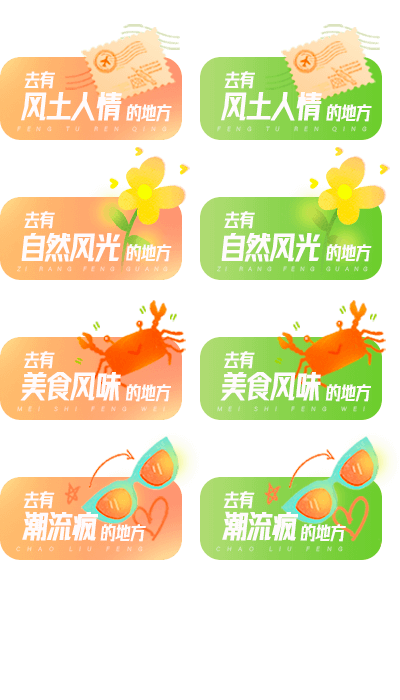 去有
风土人情的地方
FENG TU REN QING
去有
风土人情的地方
FENG TU REN QING
去有
自然风光的地方
ZI RANG FENG GUANG
去有
自然风光的地方
ZI RANG FENG GUANG
去有
美食风味的地方
MEI SHI FENG WEI
去有
美食风味的地方
MEI SHI FENG WEI
去有
潮流疯的地方
CHAO LIU FENG
去有
潮流疯的地方
CHAO LIU FENG